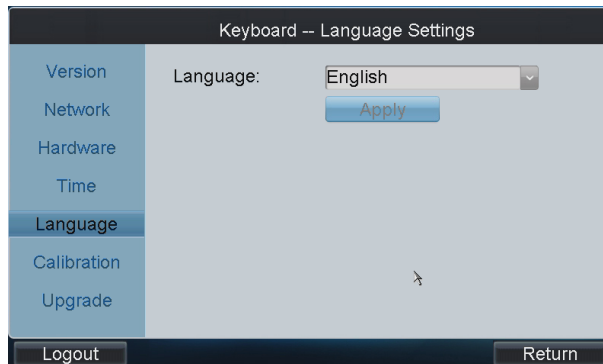 Keyboard -- Language Settings
Version
Network
Hardware
Time
Language
Calibration
Upgrade
Language:
English
Apply
Logout
Return